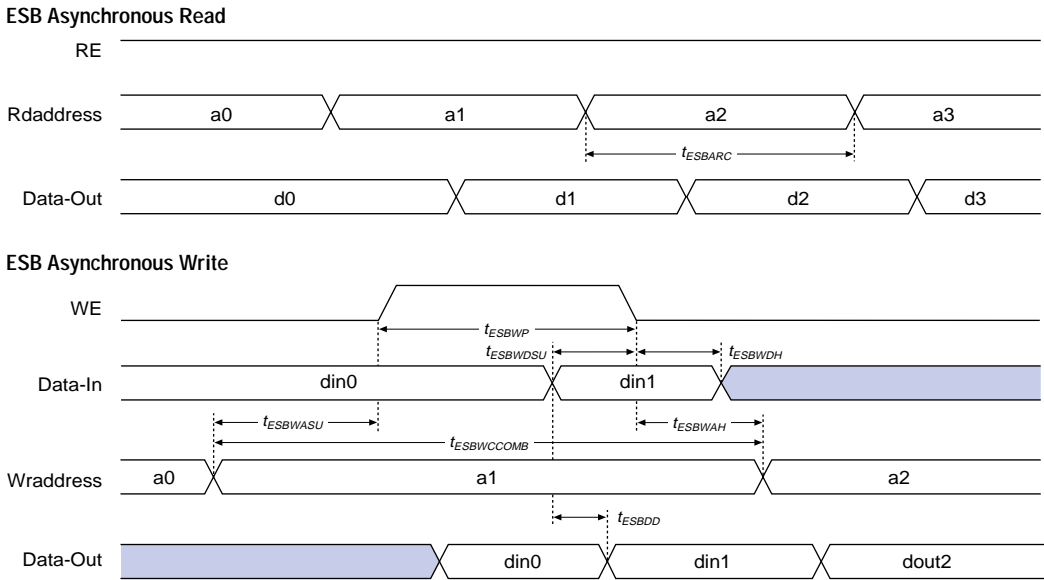 ESB Asynchronous Read
RE
Rdaddress a0 a1 a2 a3
tESBARC
Data-Out d0 d1 d2 d3
ESB Asynchronous Write
WE
tESBWP
tESBWDSU tESBWDH
Data-In din0 din1
tESBWASU tESBWAH
tESBWCCOMB
Wraddress a0 a1 a2
tESBDD
Data-Out din0 din1 dout2